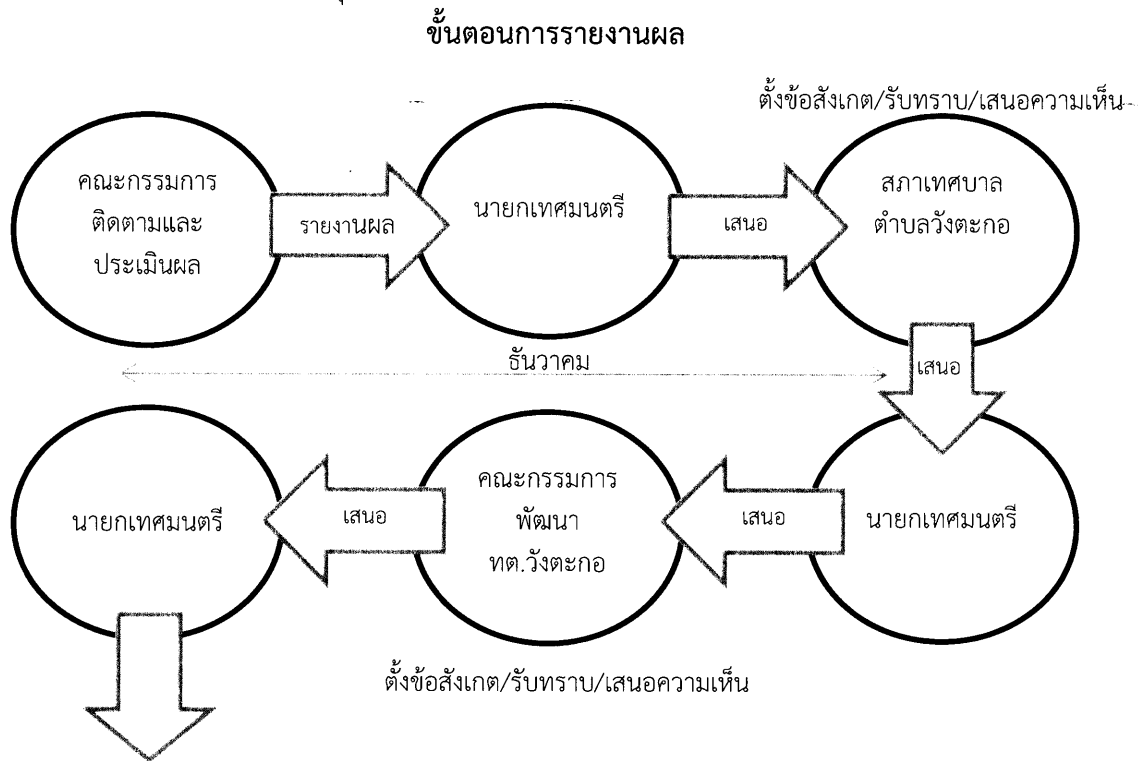 ขั้นตอนการรายงานผล
ตั้งข้อสังเกต/รับทราบ/เสนอความเห็น
คณะกรรมการ
ติดตามและ
ประเมินผล
รายงานผล
นายกเทศมนตรี
เสนอ
สภาเทศบาล
ตำบลวังตะกอ
ธันวาคม
เสนอ
นายกเทศมนตรี
เสนอ
คณะกรรมการ
พัฒนา
ทต.วังตะกอ
เสนอ
นายกเทศมนตรี
ตั้งข้อสังเกต/รับทราบ/เสนอความเห็น